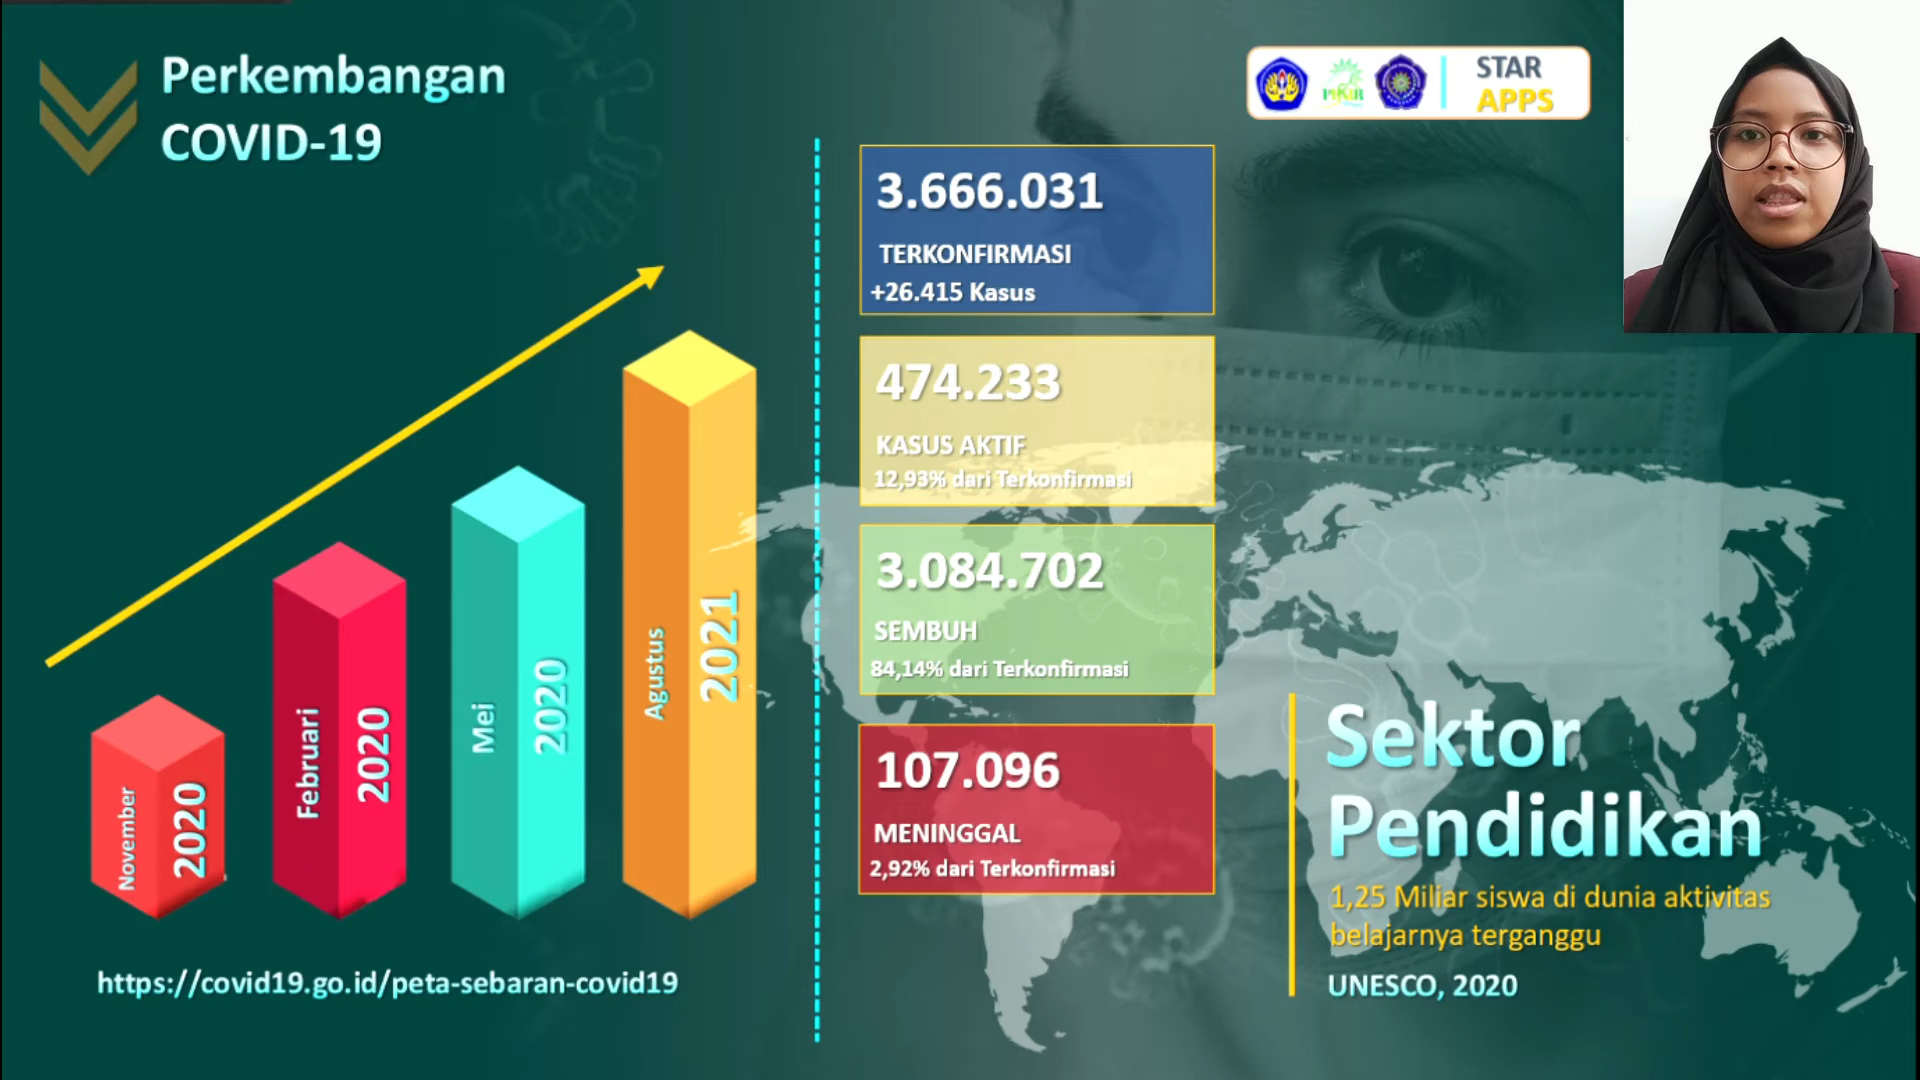 Perkembangan
COVID-19
STAR
APPS
3.666.031
TERKONFIRMASI
+26.415 Kasus
474.233
KASUS AKTIF
12,93% dari Terkonfirmasi
3.084.702
SEMBUH
84,14% dari Terkonfirmasi
107.096
MENINGGAL
2,92% dari Terkonfirmasi
November
2020
Februari
2020
Mei
2020
Agustus
2021
https://covid19.go.id/peta-sebaran-covid19
Sektor
Pendidikan
1,25 Miliar siswa di dunia aktivitas
belajarnya terganggu
UNESCO, 2020